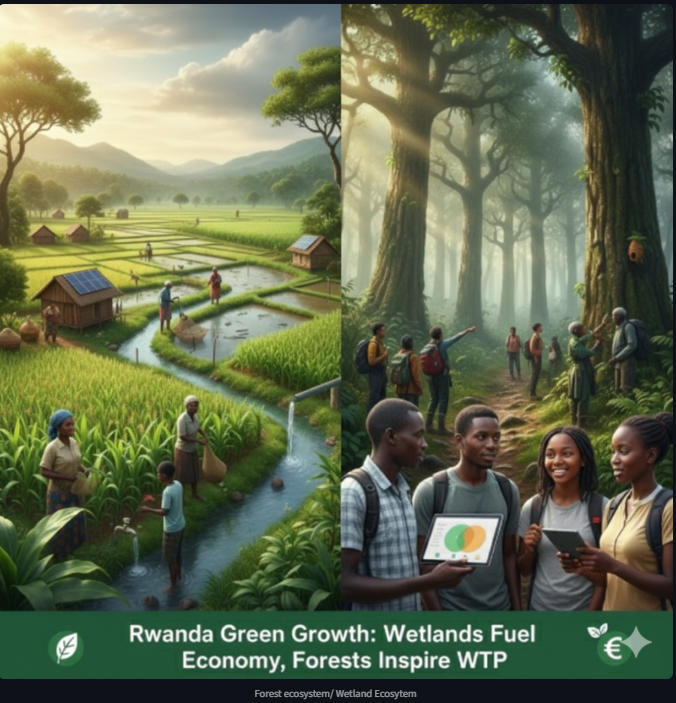 Rwanda Green Growth: Wetlands Fuel
Economy, Forests Inspire WTP
€
Forest ecosystem/ Wetland Ecosytem